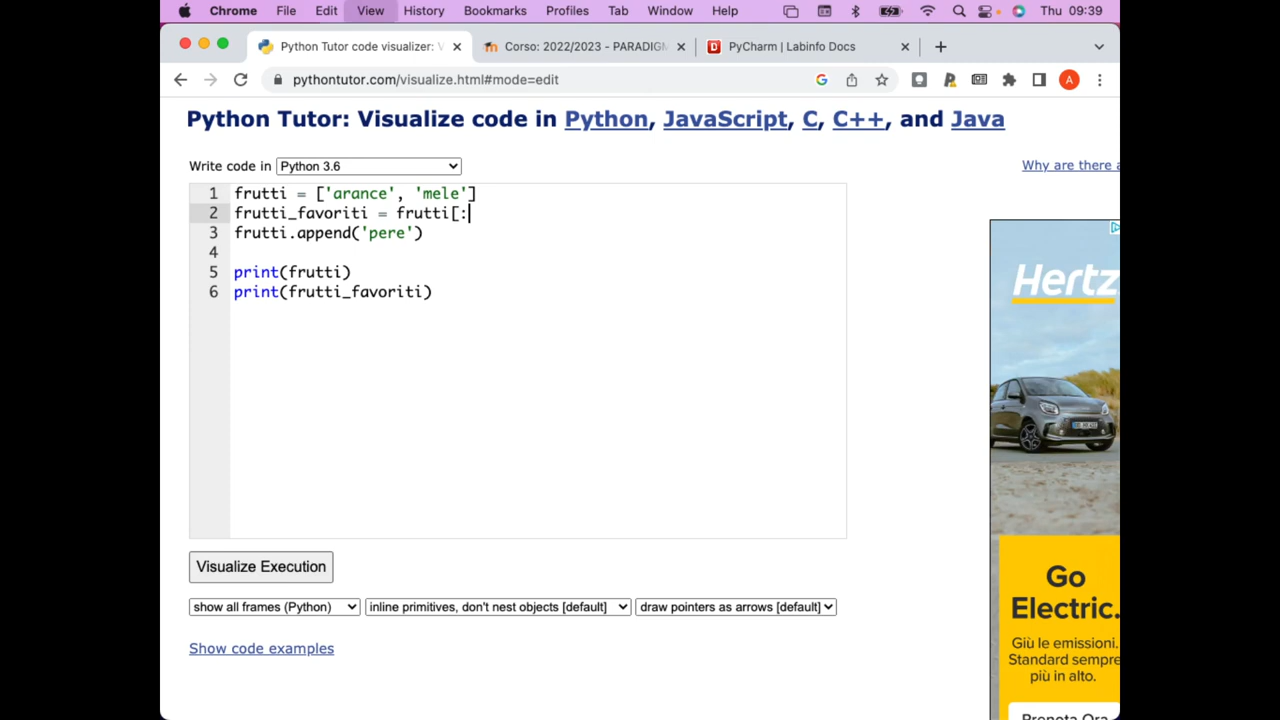 Chrome File Edit View History Bookmarks Profiles Tab Window Help Thu 09:39
Python Tutor code visualizer: V Corso: 2022/2023 - PARADIGM PyCharm | Labinfo Docs
pythontutor.com/visualize.html#mode=edit A
Python Tutor: Visualize code in Python, JavaScript, C, C++, and Java
Write code in Python 3.6
Why are there a
1 frutti = ['arance', 'mele']
2 frutti_favoriti = frutti[:
3 frutti.append('pere')
4
5 print(frutti)
6 print(frutti_favoriti)
Hertz
Go
Electric.
Giù le emissioni.
Standard sempre
più in alto.
Prenota Ora
Visualize Execution
show all frames (Python) inline primitives, don't nest objects [default] draw pointers as arrows [default]
Show code examples